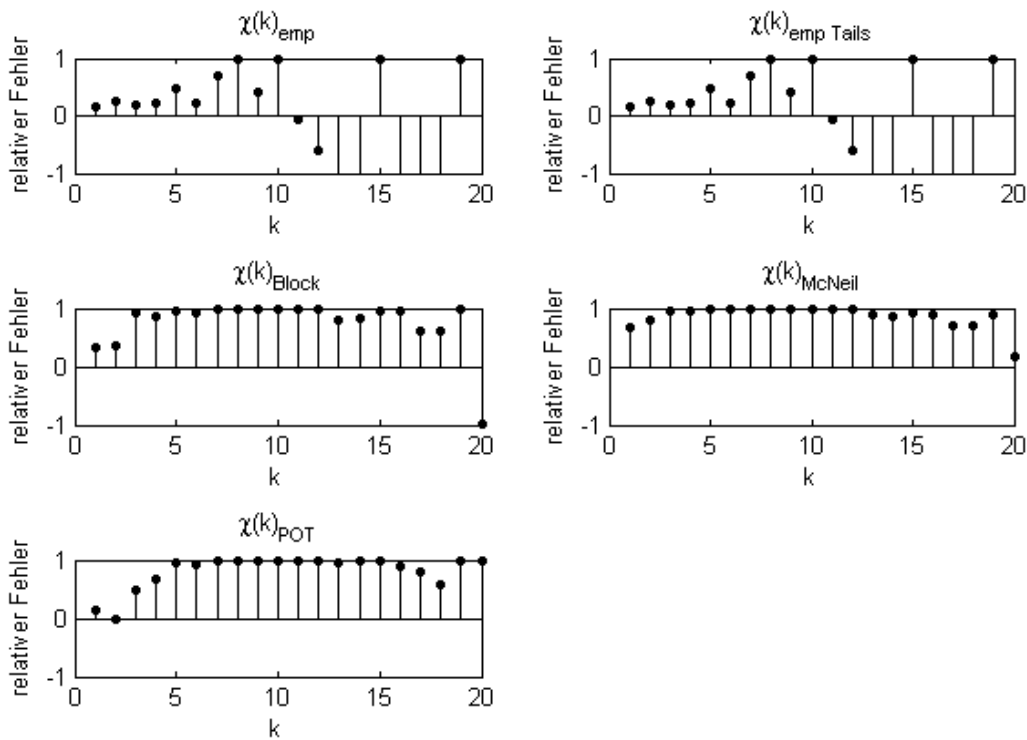 χ(k)emp
relativer Fehler
1
0
-1
0 5 10 15 20
k
χ(k)emp Tails
relativer Fehler
1
0
-1
0 5 10 15 20
k
χ(k)Block
relativer Fehler
1
0
-1
0 5 10 15 20
k
χ(k)McNeil
relativer Fehler
1
0
-1
0 5 10 15 20
k
χ(k)POT
relativer Fehler
1
0
-1
0 5 10 15 20
k